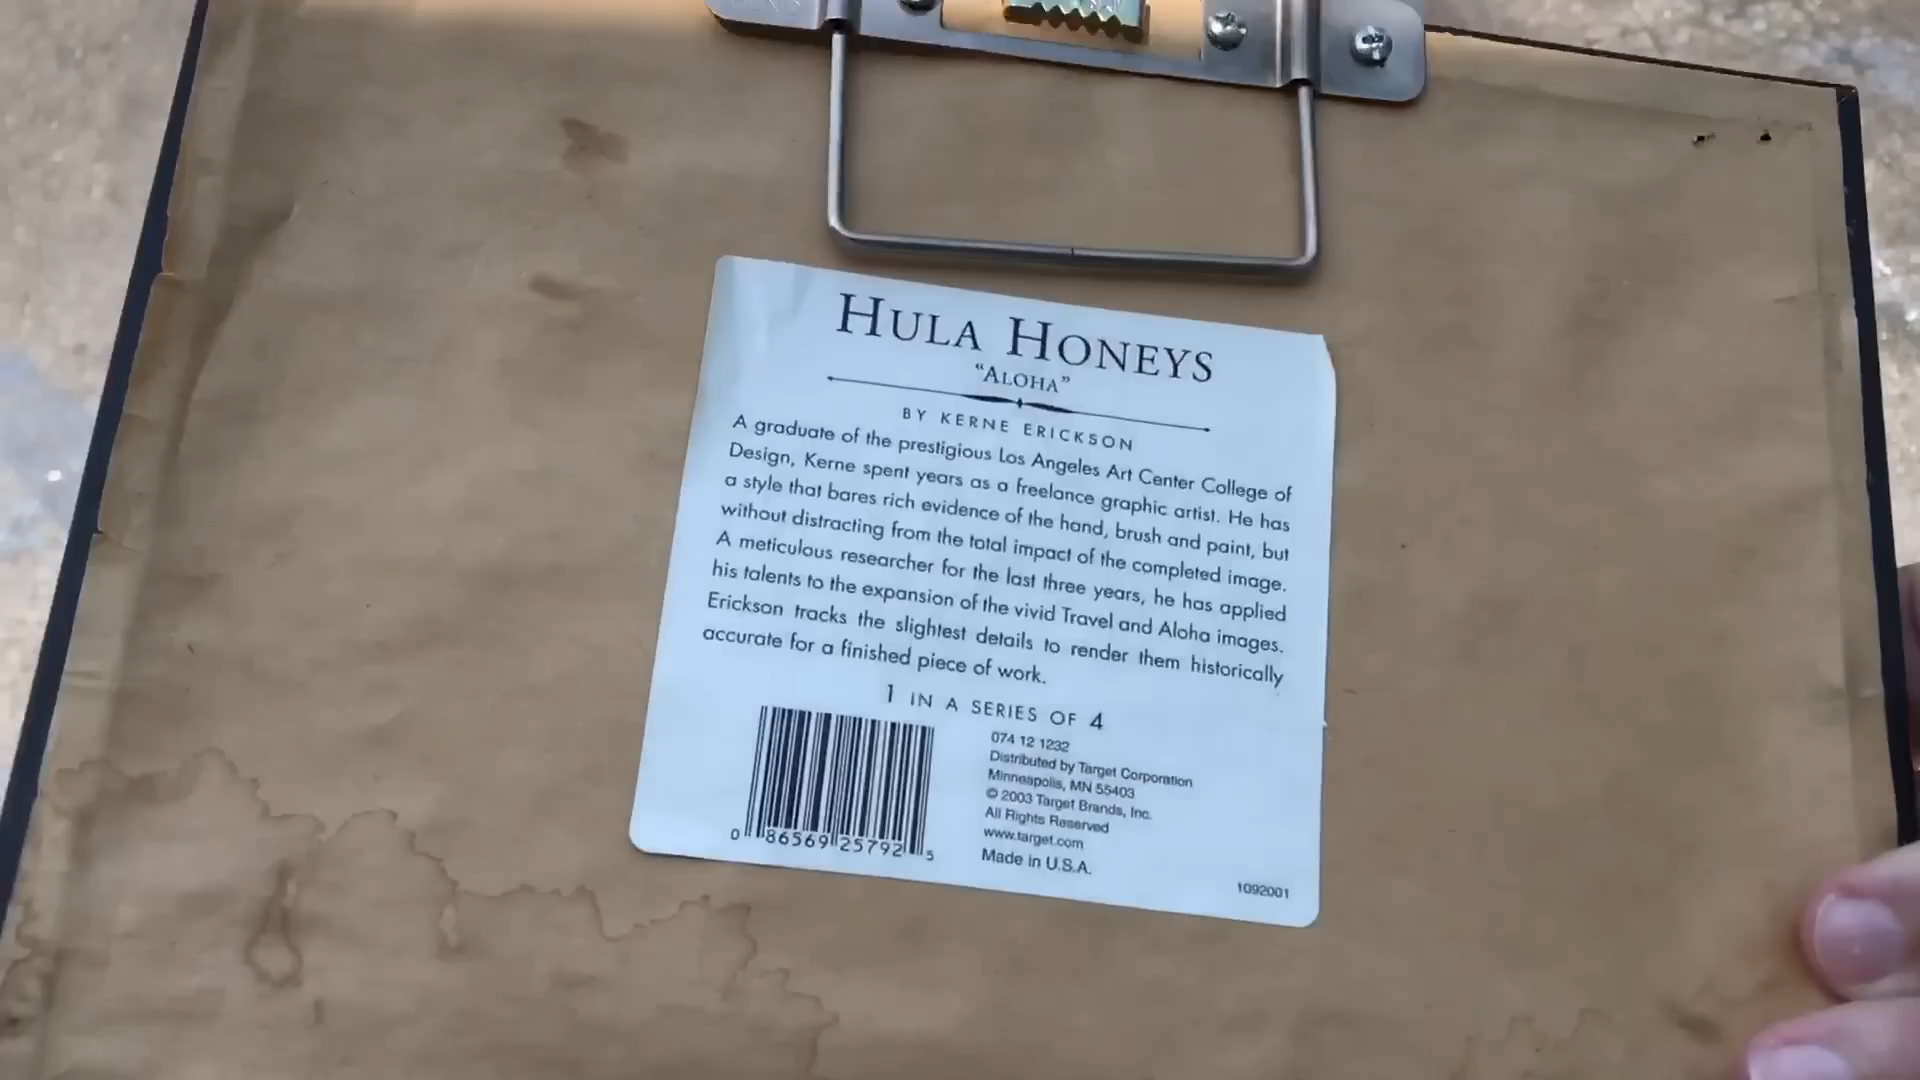 HULA HONEYS
"ALOHA"
BY KERNE ERICKSON
A graduate of the prestigious Los Angeles Art Center College of
Design, Kerne spent years as a freelance graphic artist. He has
a style that bares rich evidence of the hand, brush and paint, but
without distracting from the total impact of the completed image.
A meticulous researcher for the last three years, he has applied
his talents to the expansion of the vivid Travel and Aloha images.
Erickson tracks the slightest details to render them historically
accurate for a finished piece of work.
1 IN A SERIES OF 4
074 12 1232
Distributed by Target Corporation
Minneapolis, MN 55403
© 2003 Target Brands, Inc.
All Rights Reserved
www.target.com
Made in U.S.A.
0 86569 25792 5
1092001